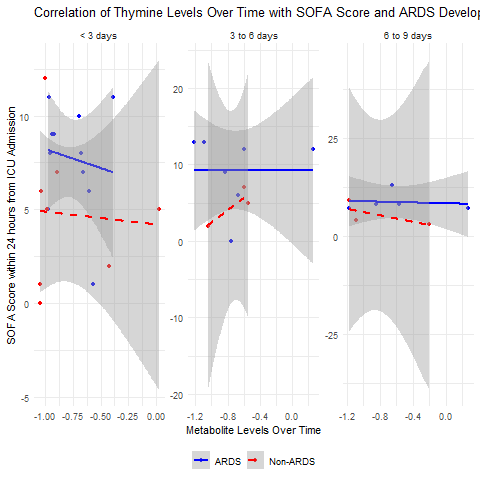 Correlation of Thymine Levels Over Time with SOFA Score and ARDS Develop
< 3 days
3 to 6 days
6 to 9 days
SOFA Score within 24 hours from ICU Admission
10
5
0
-5
20
10
0
-10
-20
25
0
-25
-1.00 -0.75 -0.50 -0.25 0.00
-1.2 -0.8 -0.4 0.0
-1.2 -0.8 -0.4 0.0
Metabolite Levels Over Time
ARDS Non-ARDS